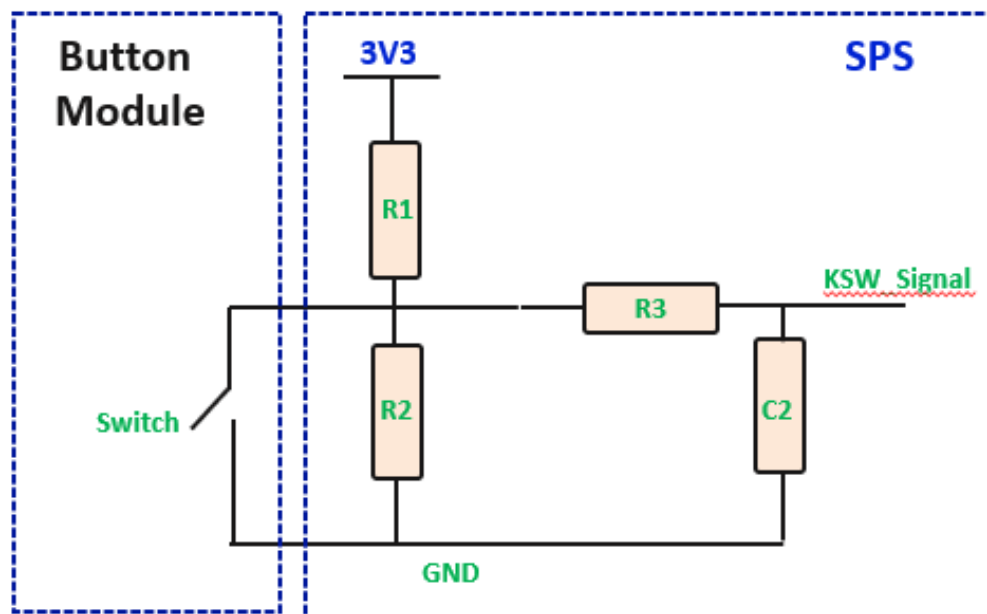 Button
Module
3V3
SPS
R1
KSW_Signal
R3
R2
C2
Switch
GND